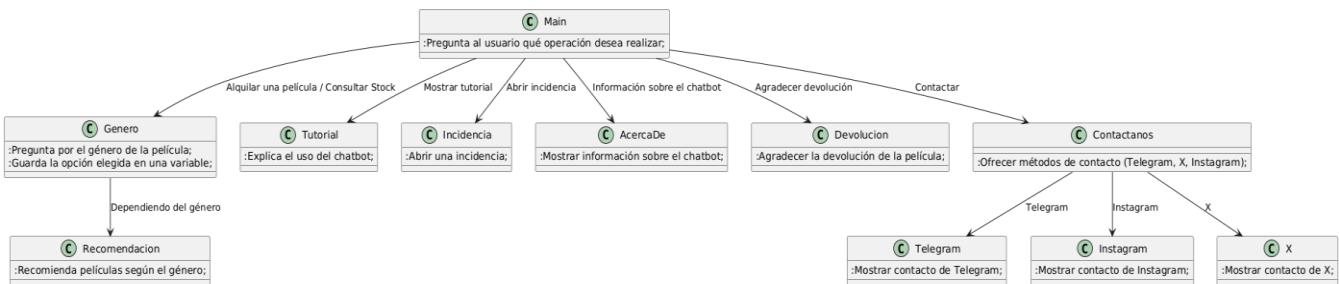 C Main
:Pregunta al usuario qué operación desea realizar;
Alquilar una película / Consultar Stock
Mostrar tutorial
Abrir incidencia
Información sobre el chatbot
Agradecer devolución
Contactar
C Genero
:Pregunta por el género de la película;
:Guarda la opción elegida en una variable;
C Tutorial
:Explica el uso del chatbot;
C Incidencia
:Abrir una incidencia;
C AcercaDe
:Mostrar información sobre el chatbot;
C Devolucion
:Agradecer la devolución de la película;
C Contactanos
:Ofrecer métodos de contacto (Telegram, X, Instagram);
Dependiendo del género
Telegram
Instagram
X
C Recomendacion
:Recomienda películas según el género;
C Telegram
:Mostrar contacto de Telegram;
C Instagram
:Mostrar contacto de Instagram;
C X
:Mostrar contacto de X;